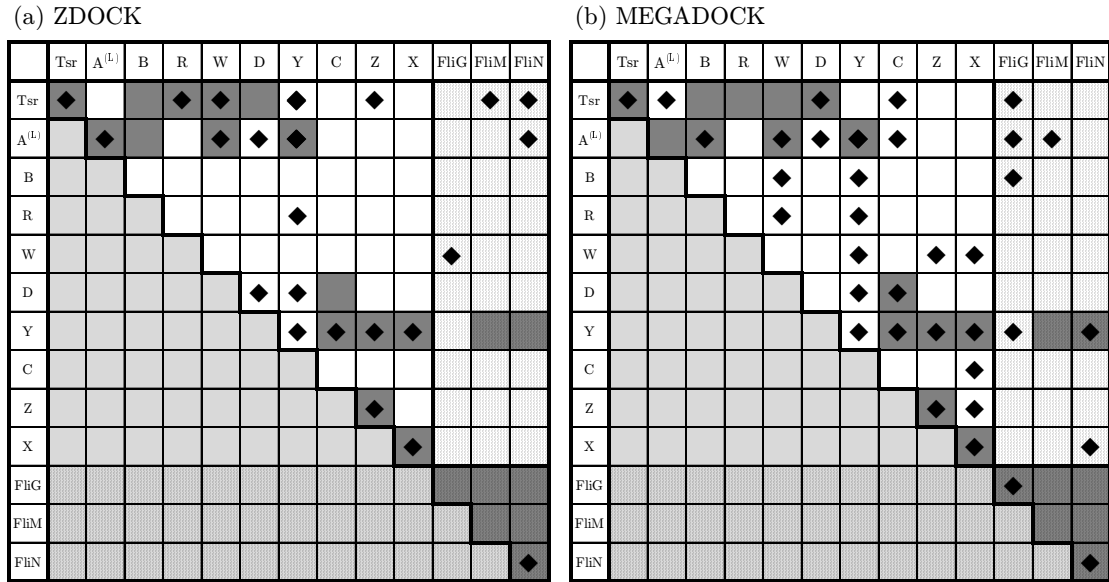 (a) ZDOCK
Tsr A(L) B R W D Y C Z X FliG FliM FliN
Tsr
A(L)
B
R
W
D
Y
C
Z
X
FliG
FliM
FliN
(b) MEGADOCK
Tsr A(L) B R W D Y C Z X FliG FliM FliN
Tsr
A(L)
B
R
W
D
Y
C
Z
X
FliG
FliM
FliN